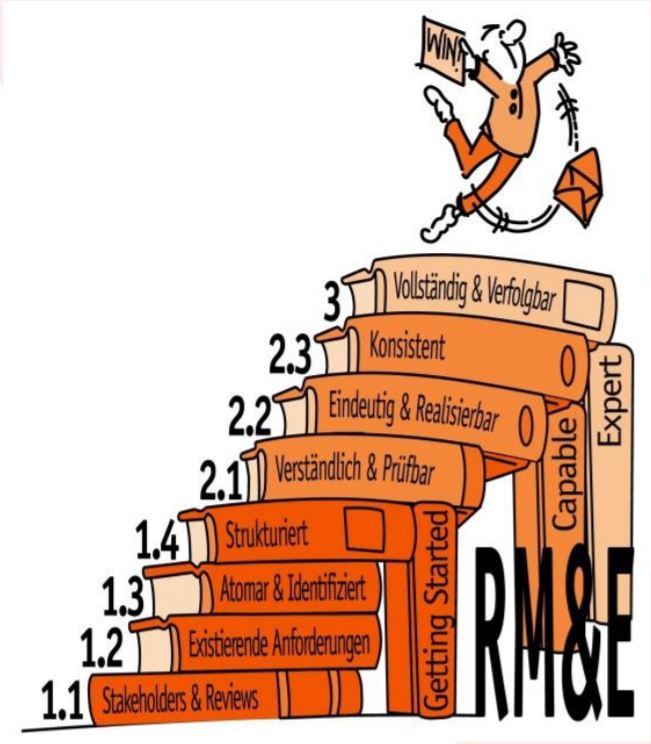 WIN!
3 Vollständig & Verfolgbar
2.3 Konsistent
2.2 Eindeutig & Realisierbar
2.1 Verständlich & Prüfbar
1.4 Strukturiert
1.3 Atomar & Identifiziert
1.2 Existierende Anforderungen
1.1 Stakeholders & Reviews
Getting Started
Capable
Expert
RM&E